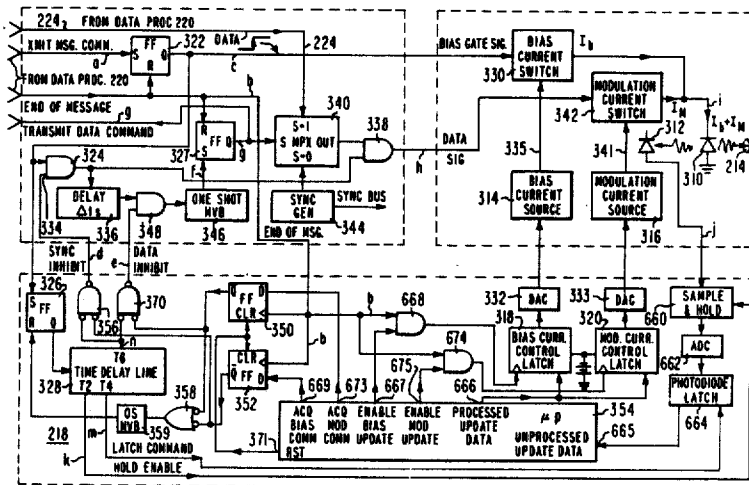 224₂ FROM DATA PROC 220
DATA
XMIT MSG. COMM.
a
S FF Q
R
322
c
224
FROM DATA PROC. 220
b
END OF MESSAGE
g
TRANSMIT DATA COMMAND
R
FF Q
S
327
g
f
340
S=1
S MPX OUT
S=0
338
h
324
334
DELAY
Δ1s
336
348
ONE SHOT
MVB
346
SYNC
GEN
344
SYNC BUS
END OF MSG.
BIAS GATE SIG.
BIAS
CURRENT
SWITCH
330
Ib
MODULATION
CURRENT
SWITCH
342
IM
i
312
Ib+IM
310
214
DATA
SIG
335
341
314
BIAS
CURRENT
SOURCE
MODULATION
CURRENT
SOURCE
316
j
SYNC
INHIBIT
d
DATA
INHIBIT
e
326
S
FF
R
356
370
n
T6
TIME DELAY LINE
T2 T4
328
Q FF D
CLR
350
b
CLR
Q FF D
352
b
668
674
332
DAC
333
DAC
318
BIAS CURR.
CONTROL
LATCH
320
MOD. CURR.
CONTROL
LATCH
SAMPLE
& HOLD
660
ADC
662
PHOTODIODE
LATCH
664
OS
MVB
359
358
218
m
k
LATCH COMMAND
HOLD ENABLE
371
669
673
667
675
666
ACQ
BIAS
COMM
RST
ACQ
MOD
COMM
ENABLE
BIAS
UPDATE
ENABLE
MOD
UPDATE
PROCESSED
UPDATE
DATA
μp
354
UNPROCESSED
UPDATE DATA
665